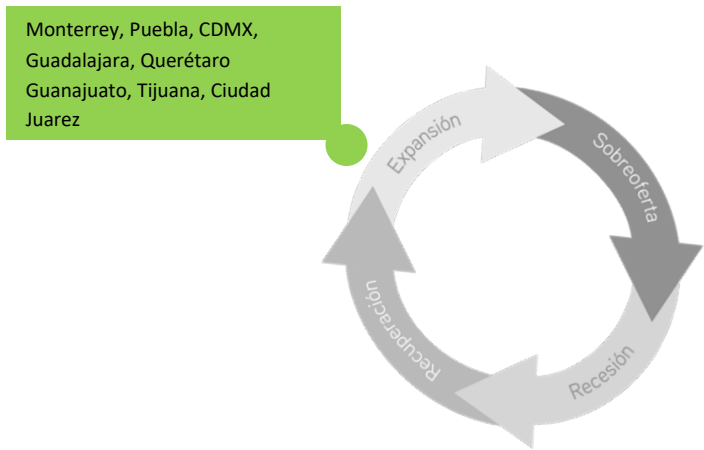 Monterrey, Puebla, CDMX,
Guadalajara, Querétaro
Guanajuato, Tijuana, Ciudad
Juarez
Expansión
Sobreoferta
Recesión
Recuperación